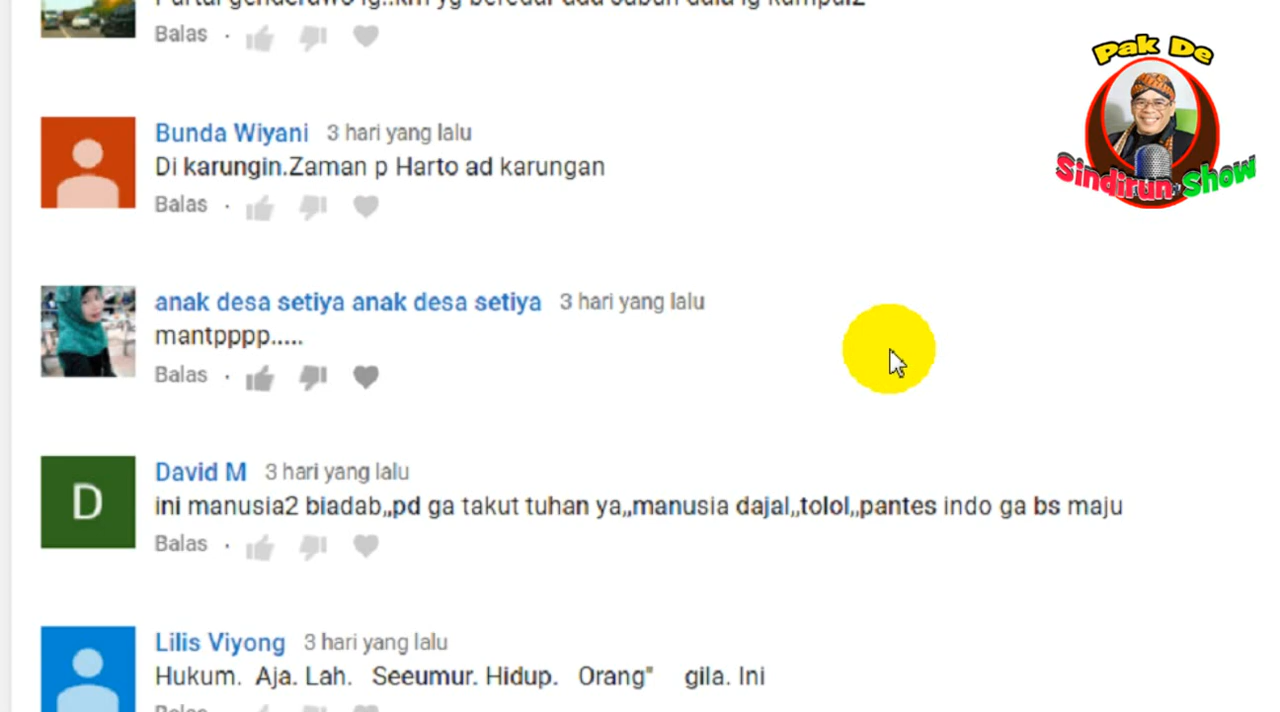 Balas ·
Pak De
Sindirun Show
Bunda Wiyani 3 hari yang lalu
Di karungin.Zaman p Harto ad karungan
Balas ·
anak desa setiya anak desa setiya 3 hari yang lalu
mantpppp.....
Balas ·
D
David M 3 hari yang lalu
ini manusia2 biadab,,pd ga takut tuhan ya,,manusia dajal,,tolol,,pantes indo ga bs maju
Balas ·
Lilis Viyong 3 hari yang lalu
Hukum. Aja. Lah. Seeumur. Hidup. Orang" gila. Ini
Balas